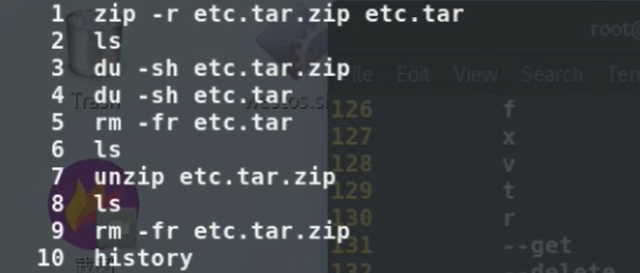 1 zip -r etc.tar.zip etc.tar
2 ls
3 du -sh etc.tar.zip
4 du -sh etc.tar
5 rm -fr etc.tar
6 ls
7 unzip etc.tar.zip
8 ls
9 rm -fr etc.tar.zip
10 history
Trash
root@
Edit View Search
126 f
127 x
128 v
129 t
130 r
131 --get
132 --delete